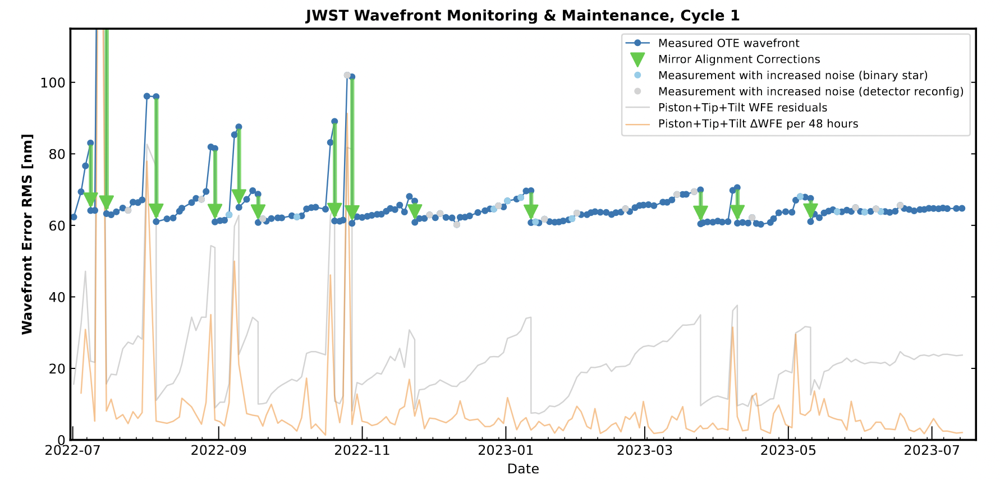 JWST Wavefront Monitoring & Maintenance, Cycle 1
Measured OTE wavefront
Mirror Alignment Corrections
Measurement with increased noise (binary star)
Measurement with increased noise (detector reconfig)
Piston+Tip+Tilt WFE residuals
Piston+Tip+Tilt ΔWFE per 48 hours
Wavefront Error RMS [nm]
100
80
60
40
20
0
2022-07
2022-09
2022-11
2023-01
2023-03
2023-05
2023-07
Date